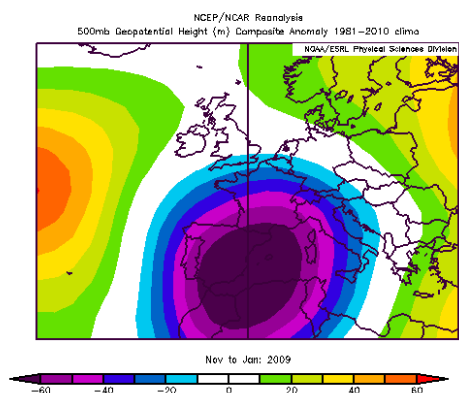 NCEP/NCAR Reanalysis
500mb Geopotential Height (m) Composite Anomaly 1981-2010 climo
NOAA/ESRL Physical Sciences Division
Nov to Jan: 2009
-60 -40 -20 0 20 40 60